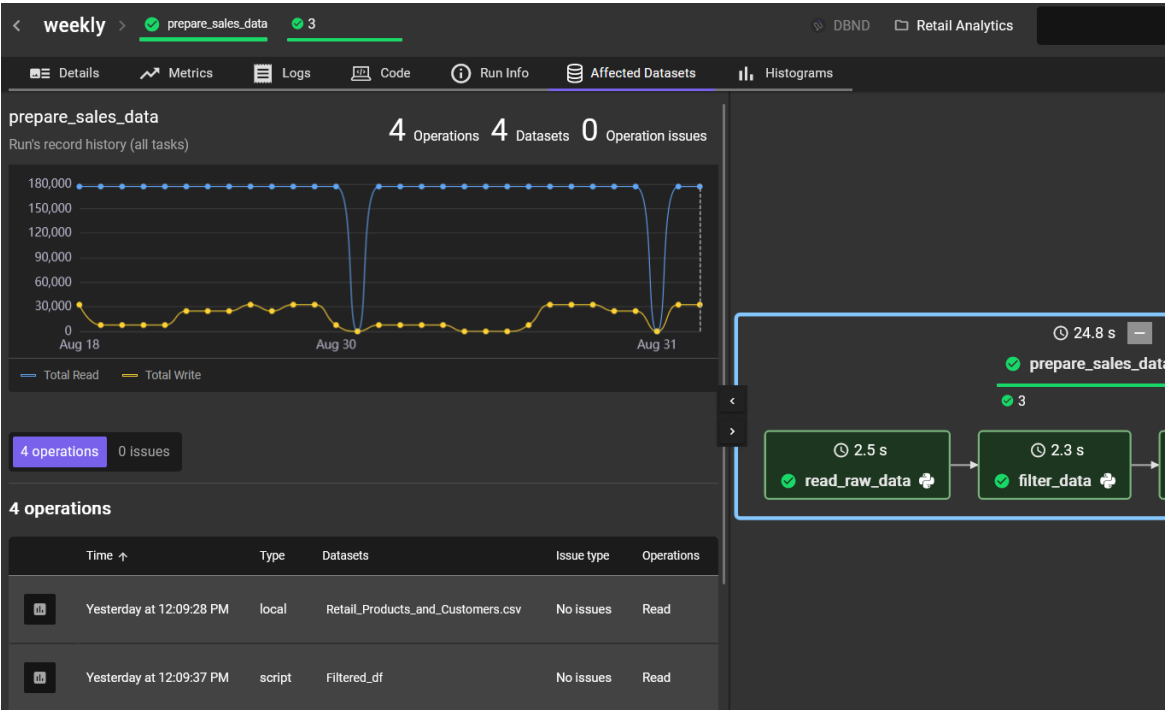 weekly > prepare_sales_data 3 DBND Retail Analytics
Details Metrics Logs Code Run Info Affected Datasets Histograms
prepare_sales_data
Run's record history (all tasks)
4 Operations 4 Datasets 0 Operation issues
180,000
150,000
120,000
90,000
60,000
30,000
0
Aug 18 Aug 30 Aug 31
Total Read Total Write
4 operations 0 issues
4 operations
Time ↑ Type Datasets Issue type Operations
Yesterday at 12:09:28 PM local Retail_Products_and_Customers.csv No issues Read
Yesterday at 12:09:37 PM script Filtered_df No issues Read
24.8 s
prepare_sales_data
3
2.5 s
read_raw_data
2.3 s
filter_data